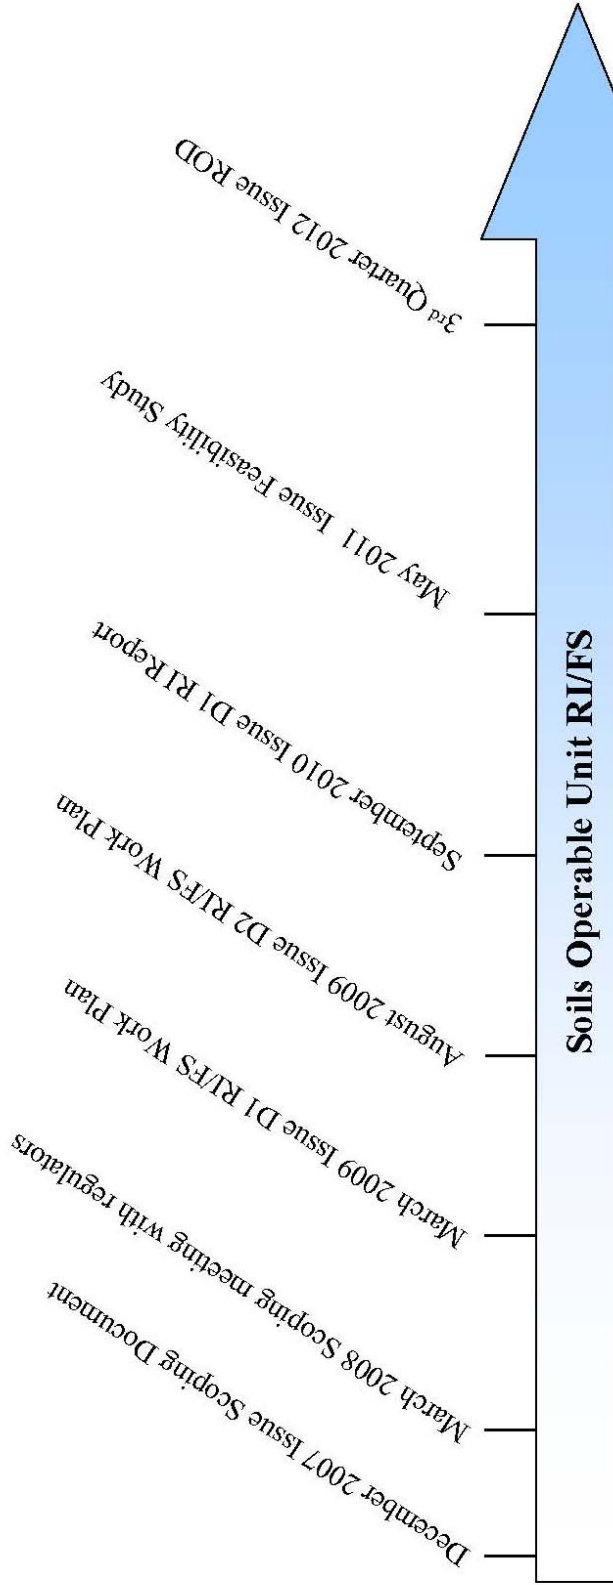 December 2007 Issue Scoping Document
March 2008 Scoping meeting with regulators
March 2009 Issue D1 RI/FS Work Plan
August 2009 Issue D2 RI/FS Work Plan
September 2010 Issue D1 RI Report
May 2011 Issue Feasibility Study
3rd Quarter 2012 Issue ROD
Soils Operable Unit RI/FS